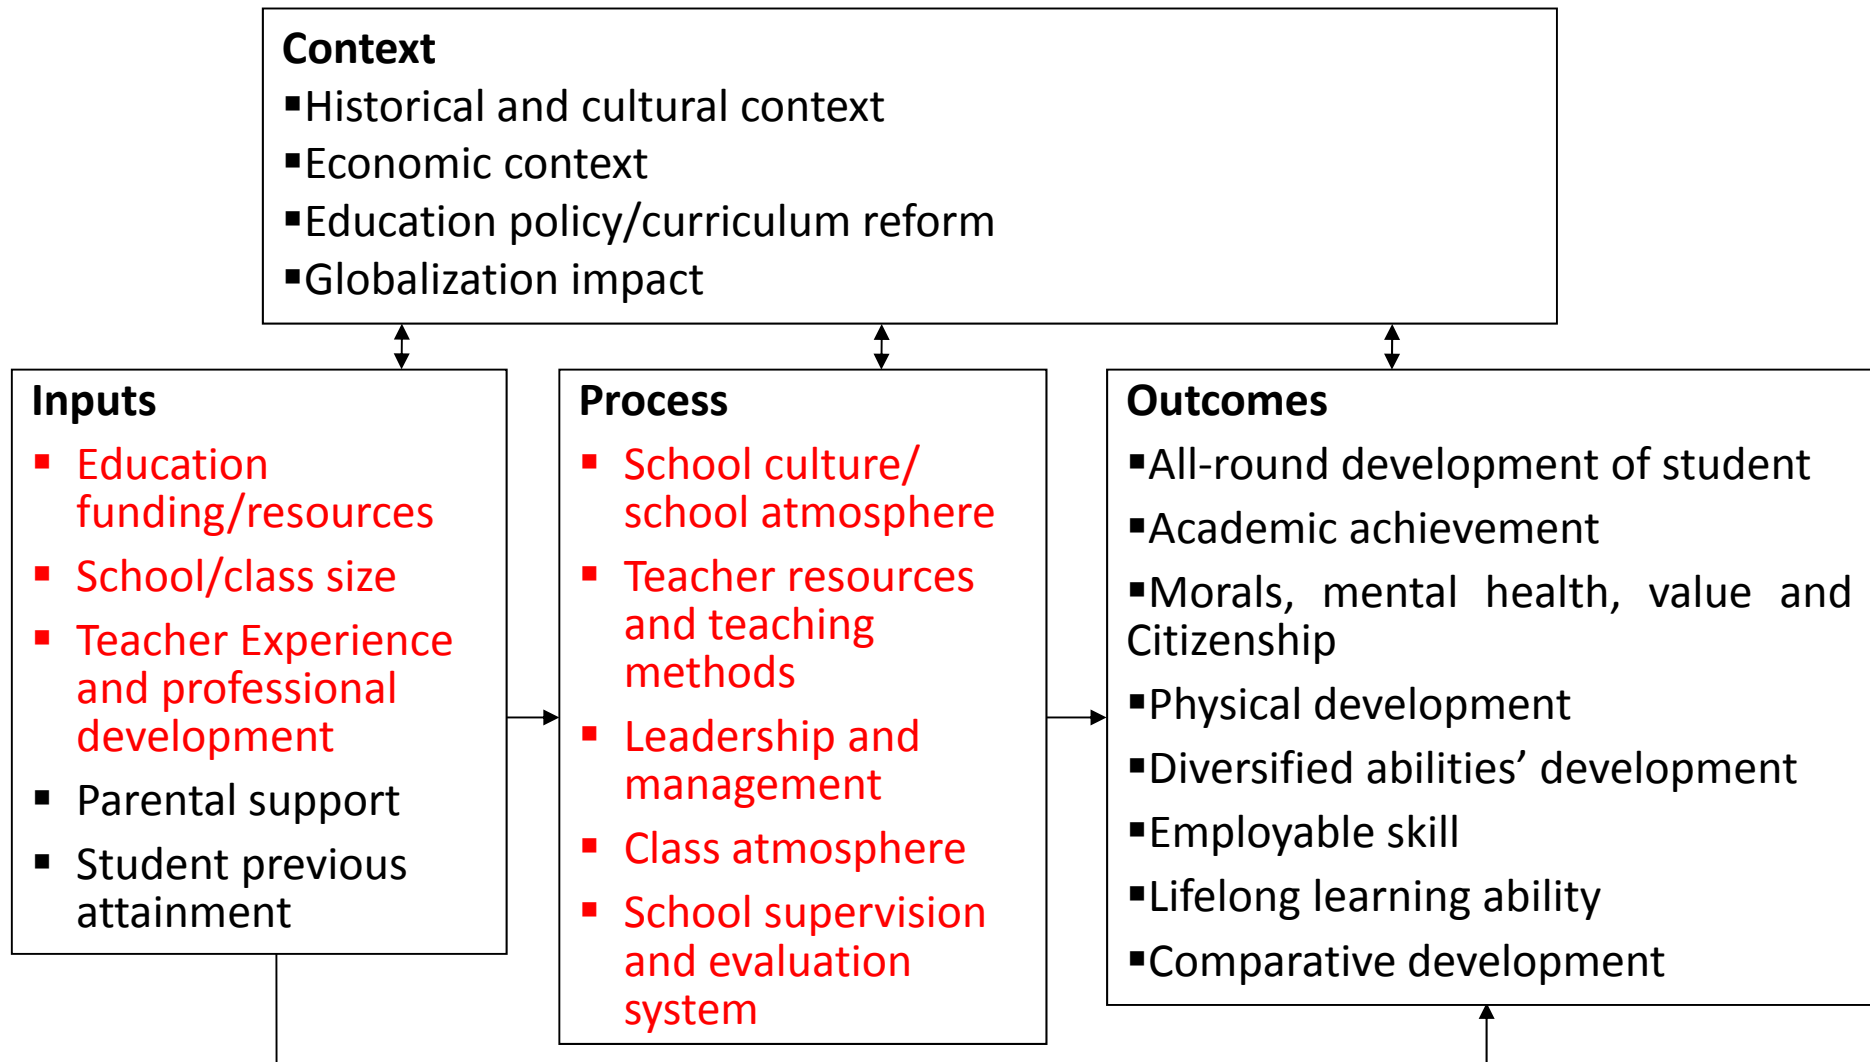 Context
▪Historical and cultural context
▪Economic context
▪Education policy/curriculum reform
▪Globalization impact
Inputs
▪ Education
funding/resources
▪ School/class size
▪ Teacher Experience
and professional
development
▪ Parental support
▪ Student previous
attainment
Process
▪ School culture/
school atmosphere
▪ Teacher resources
and teaching
methods
▪ Leadership and
management
▪ Class atmosphere
▪ School supervision
and evaluation
system
Outcomes
▪All-round development of student
▪Academic achievement
▪Morals, mental health, value and
Citizenship
▪Physical development
▪Diversified abilities’ development
▪Employable skill
▪Lifelong learning ability
▪Comparative development